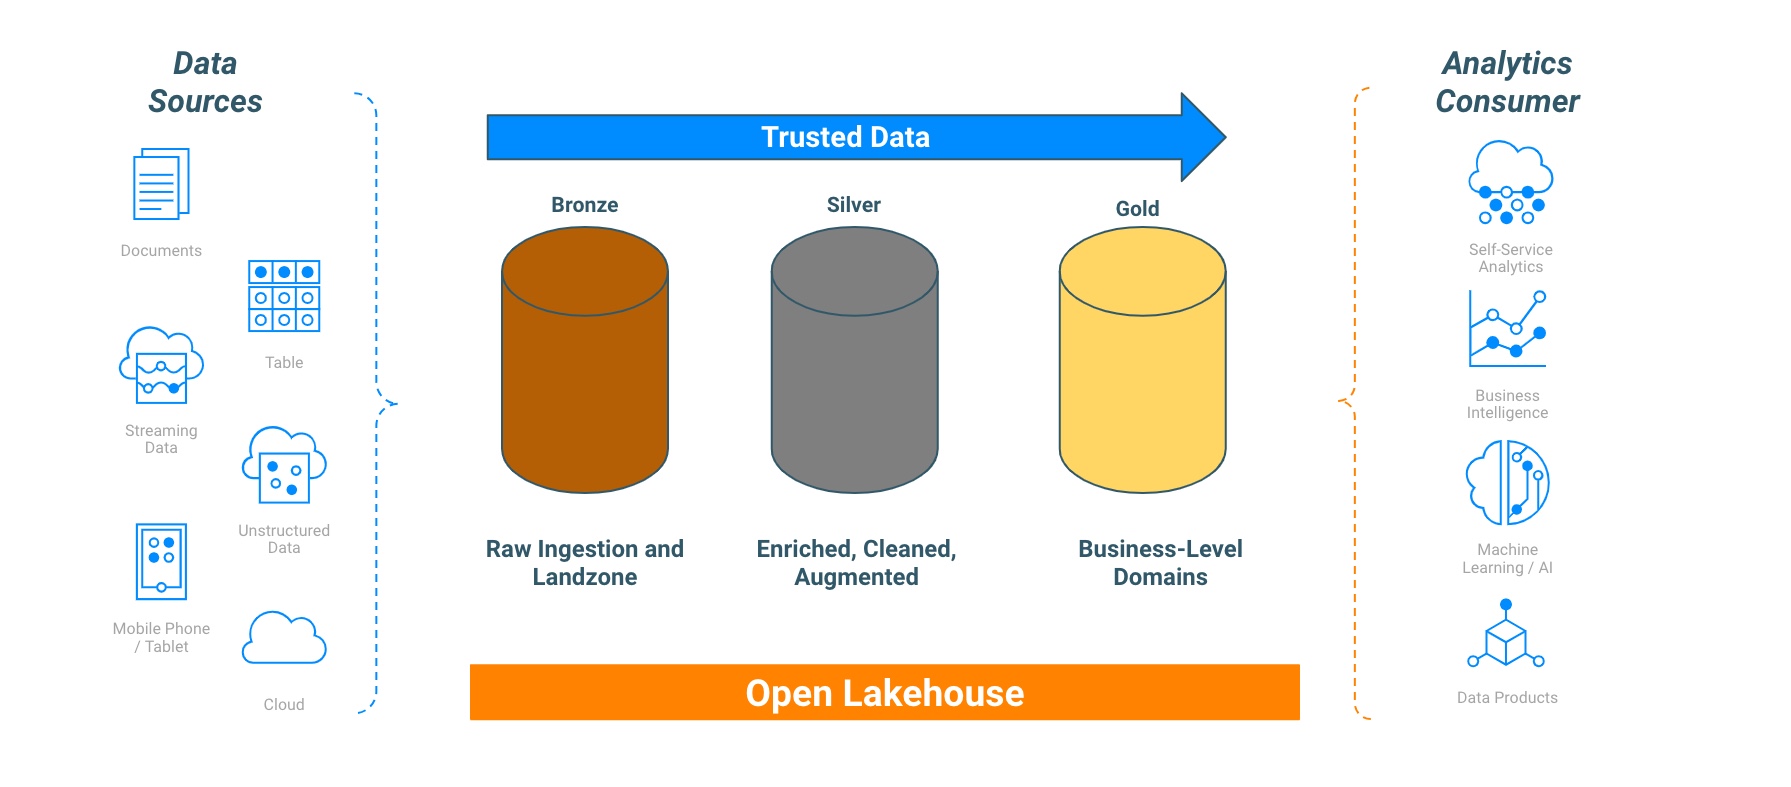 Data
Sources
Documents
Table
Streaming
Data
Unstructured
Data
Mobile Phone
/ Tablet
Cloud
Trusted Data
Bronze
Silver
Gold
Raw Ingestion and
Landzone
Enriched, Cleaned,
Augmented
Business-Level
Domains
Open Lakehouse
Analytics
Consumer
Self-Service
Analytics
Business
Intelligence
Machine
Learning / AI
Data Products